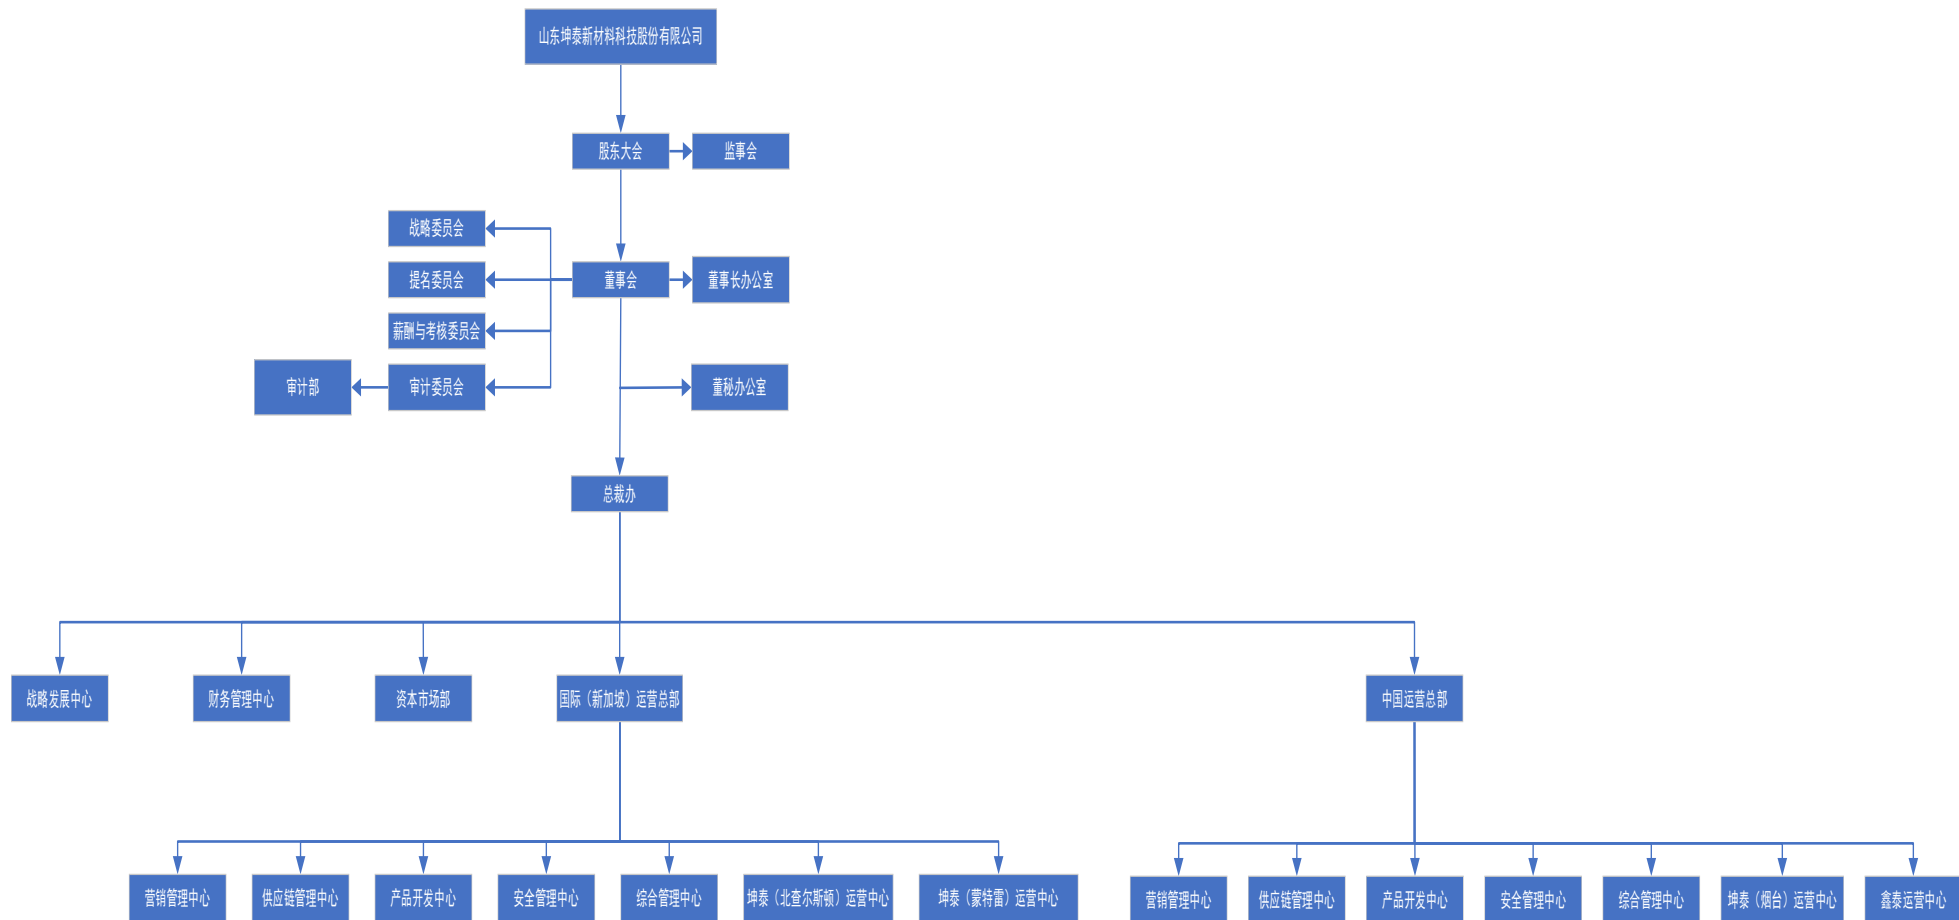 山东坤泰新材料科技股份有限公司
股东大会
监事会
战略委员会
提名委员会
董事会
董事长办公室
薪酬与考核委员会
审计部
审计委员会
董秘办公室
总裁办
战略发展中心
财务管理中心
资本市场部
国际（新加坡）运营总部
中国运营总部
营销管理中心
供应链管理中心
产品开发中心
安全管理中心
综合管理中心
坤泰（北查尔斯顿）运营中心
坤泰（蒙特雷）运营中心
营销管理中心
供应链管理中心
产品开发中心
安全管理中心
综合管理中心
坤泰（烟台）运营中心
鑫泰运营中心